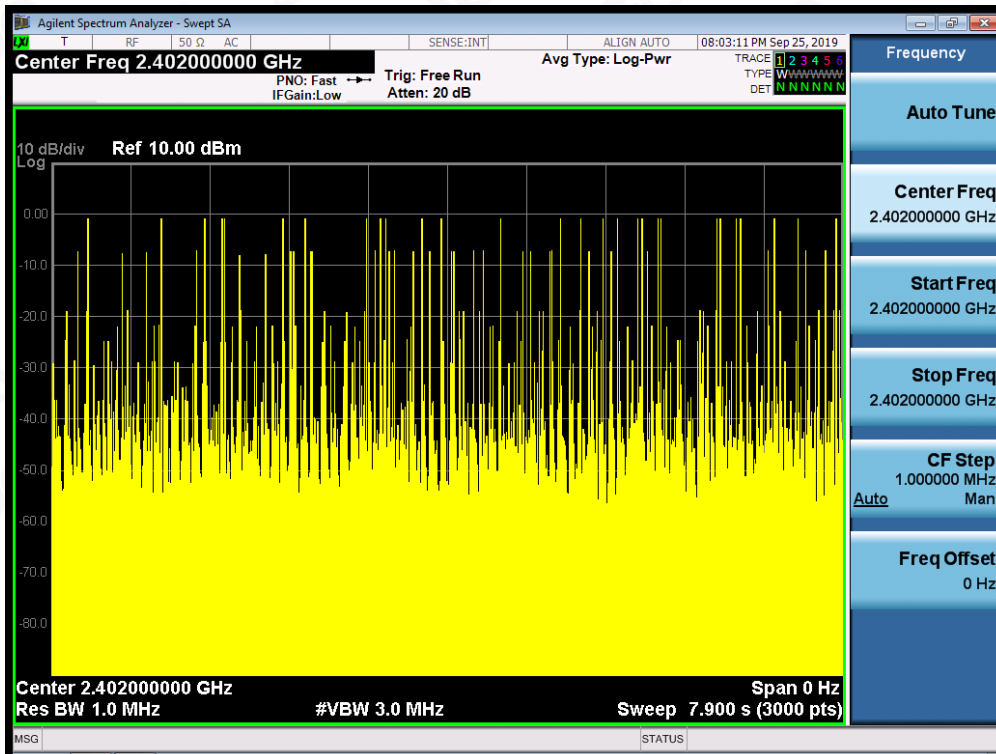 Agilent Spectrum Analyzer - Swept SA
LXI T RF 50 Ω AC SENSE:INT ALIGN AUTO 08:03:11 PM Sep 25, 2019
Center Freq 2.402000000 GHz
PNO: Fast
IFGain:Low
Trig: Free Run
Atten: 20 dB
Avg Type: Log-Pwr
TRACE 1 2 3 4 5 6
TYPE WWWWWWW
DET N N N N N N
10 dB/div Ref 10.00 dBm
Log
0.00
-10.0
-20.0
-30.0
-40.0
-50.0
-60.0
-70.0
-80.0
Center 2.402000000 GHz Span 0 Hz
Res BW 1.0 MHz #VBW 3.0 MHz Sweep 7.900 s (3000 pts)
MSG STATUS
Frequency
Auto Tune
Center Freq
2.402000000 GHz
Start Freq
2.402000000 GHz
Stop Freq
2.402000000 GHz
CF Step
1.000000 MHz
Auto Man
Freq Offset
0 Hz